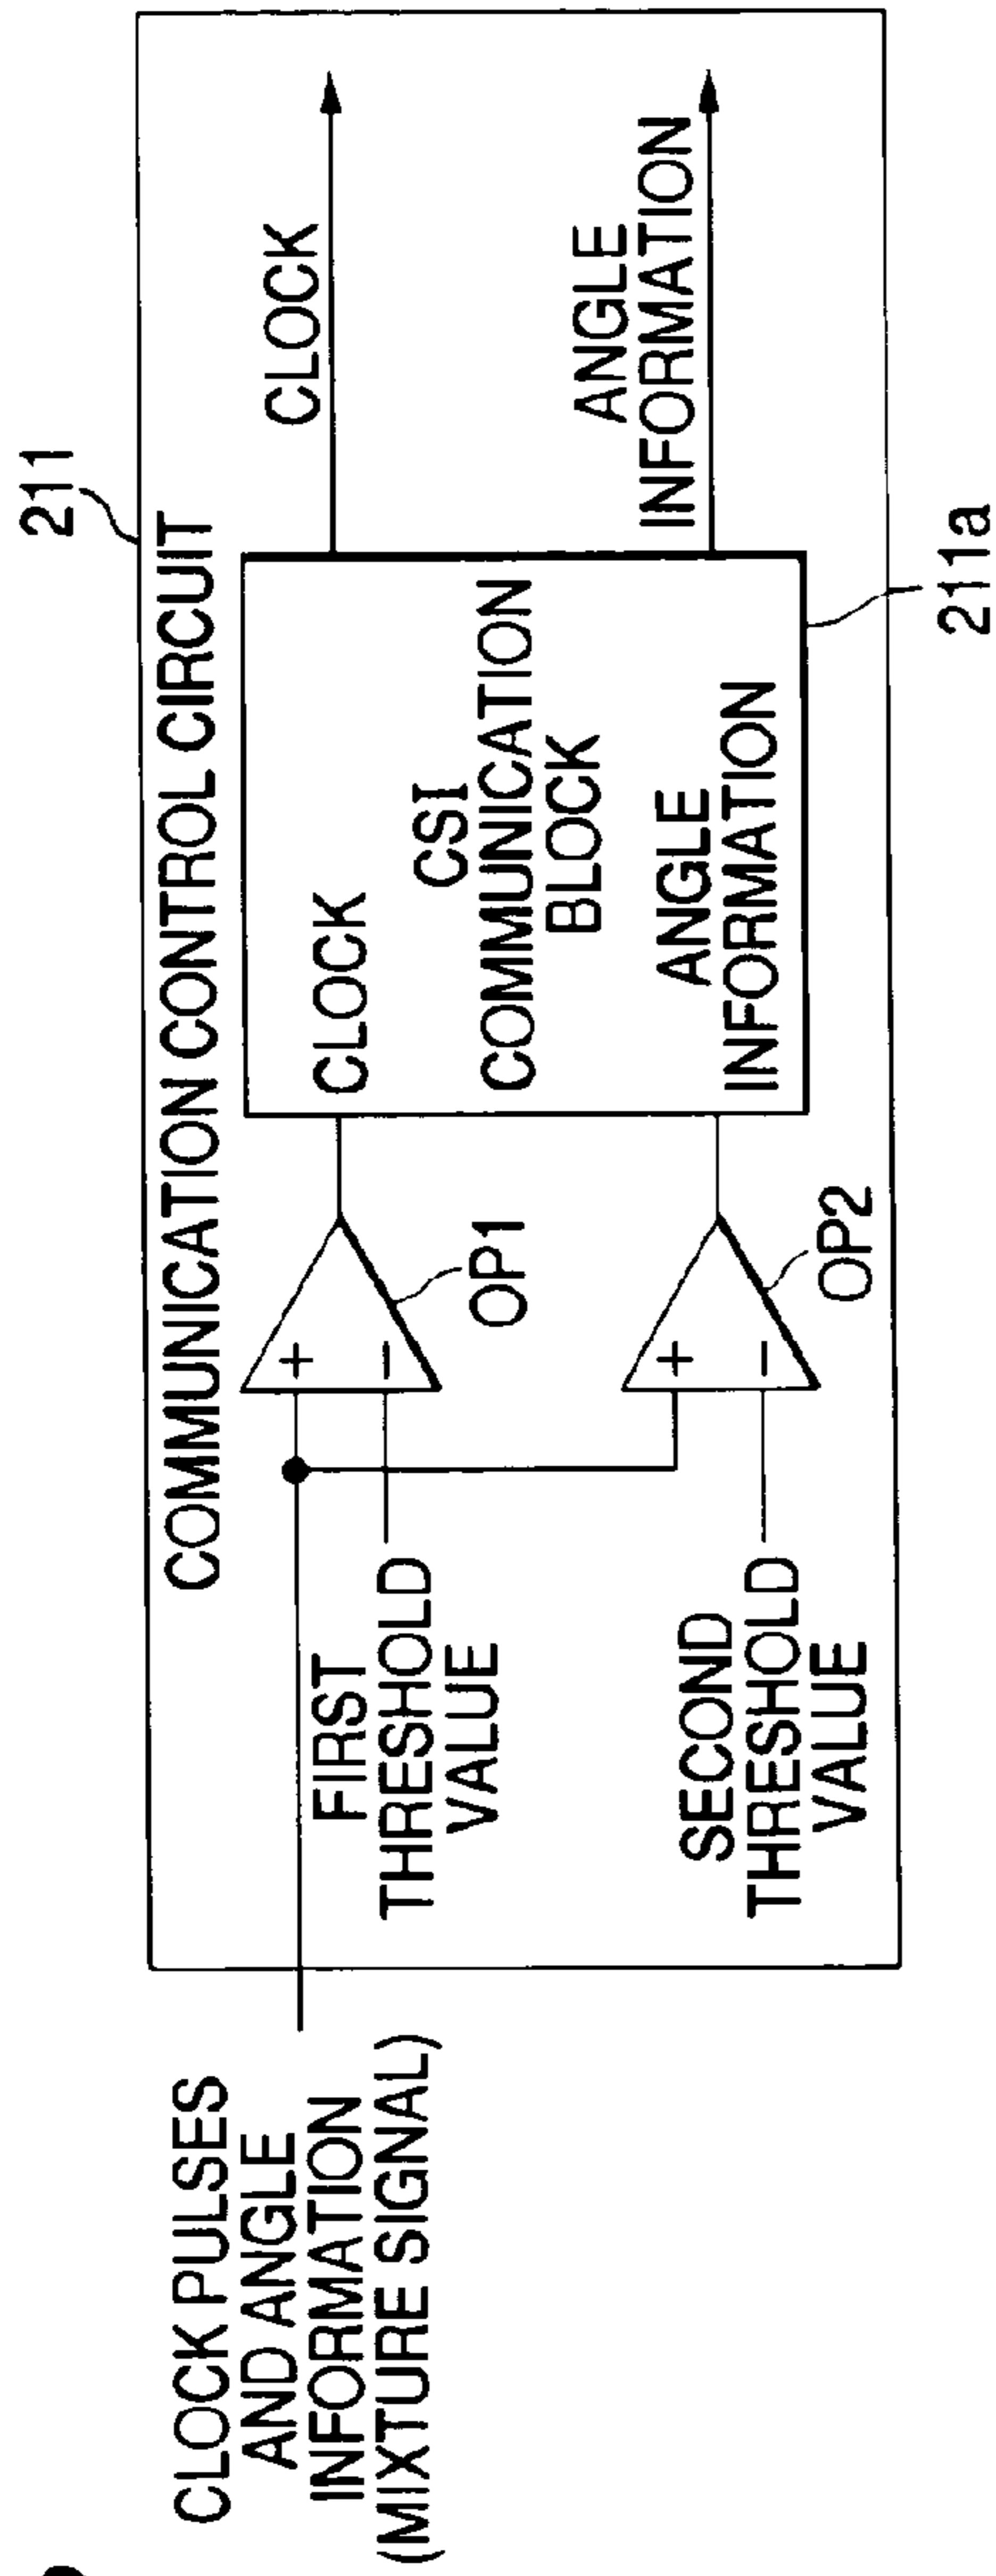 211
COMMUNICATION CONTROL CIRCUIT
CLOCK PULSES
AND ANGLE
INFORMATION
(MIXTURE SIGNAL)
FIRST
THRESHOLD
VALUE
+
−
OP1
SECOND
THRESHOLD
VALUE
+
−
OP2
CLOCK
CSI
COMMUNICATION
BLOCK
ANGLE
INFORMATION
211a
CLOCK
ANGLE
INFORMATION